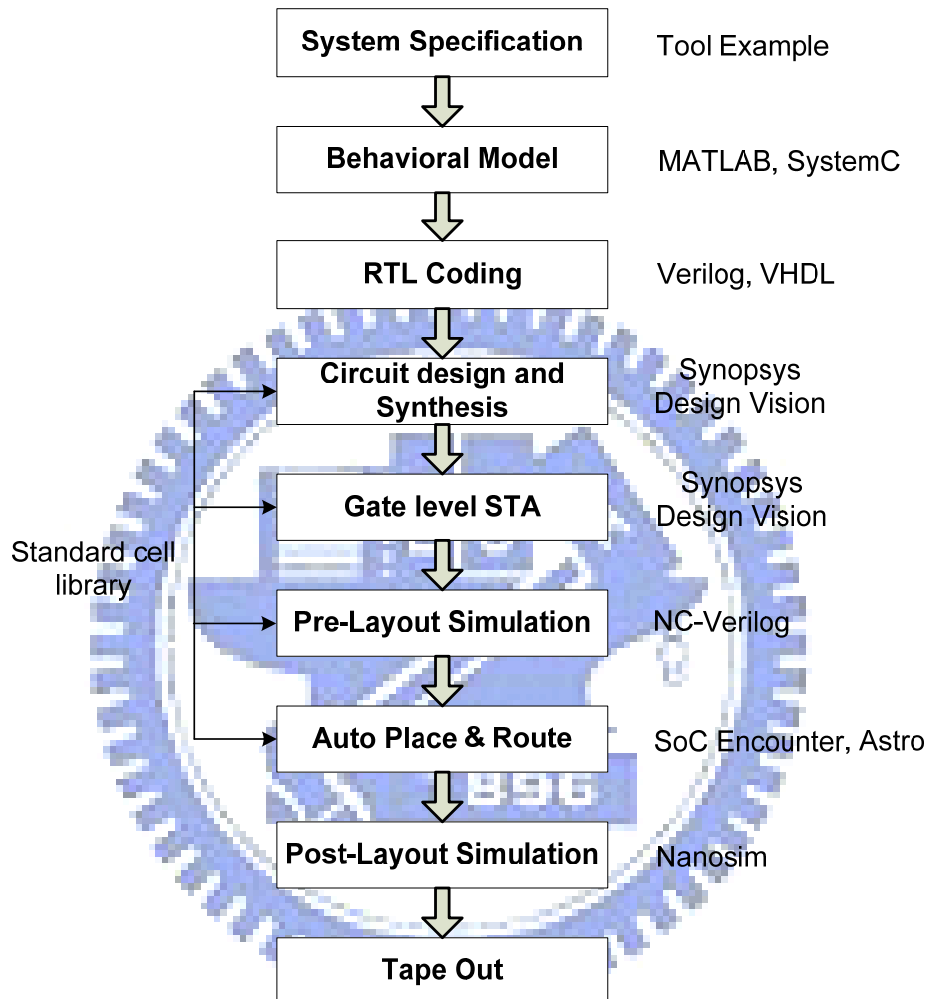 System Specification
Tool Example
Behavioral Model
MATLAB, SystemC
RTL Coding
Verilog, VHDL
Circuit design and
Synthesis
Synopsys
Design Vision
Gate level STA
Synopsys
Design Vision
Standard cell
library
Pre-Layout Simulation
NC-Verilog
Auto Place & Route
SoC Encounter, Astro
896
Post-Layout Simulation
Nanosim
Tape Out